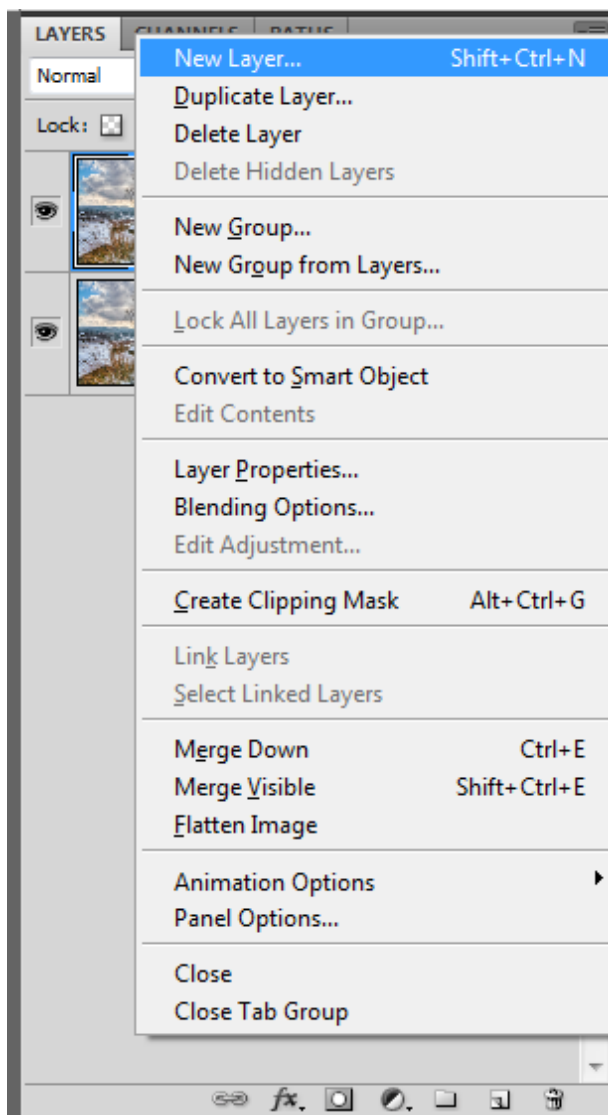 LAYERS CHANNELS PATHS
Normal
Lock:
New Layer... Shift+Ctrl+N
Duplicate Layer...
Delete Layer
Delete Hidden Layers
New Group...
New Group from Layers...
Lock All Layers in Group...
Convert to Smart Object
Edit Contents
Layer Properties...
Blending Options...
Edit Adjustment...
Create Clipping Mask Alt+Ctrl+G
Link Layers
Select Linked Layers
Merge Down Ctrl+E
Merge Visible Shift+Ctrl+E
Flatten Image
Animation Options
Panel Options...
Close
Close Tab Group
fx.